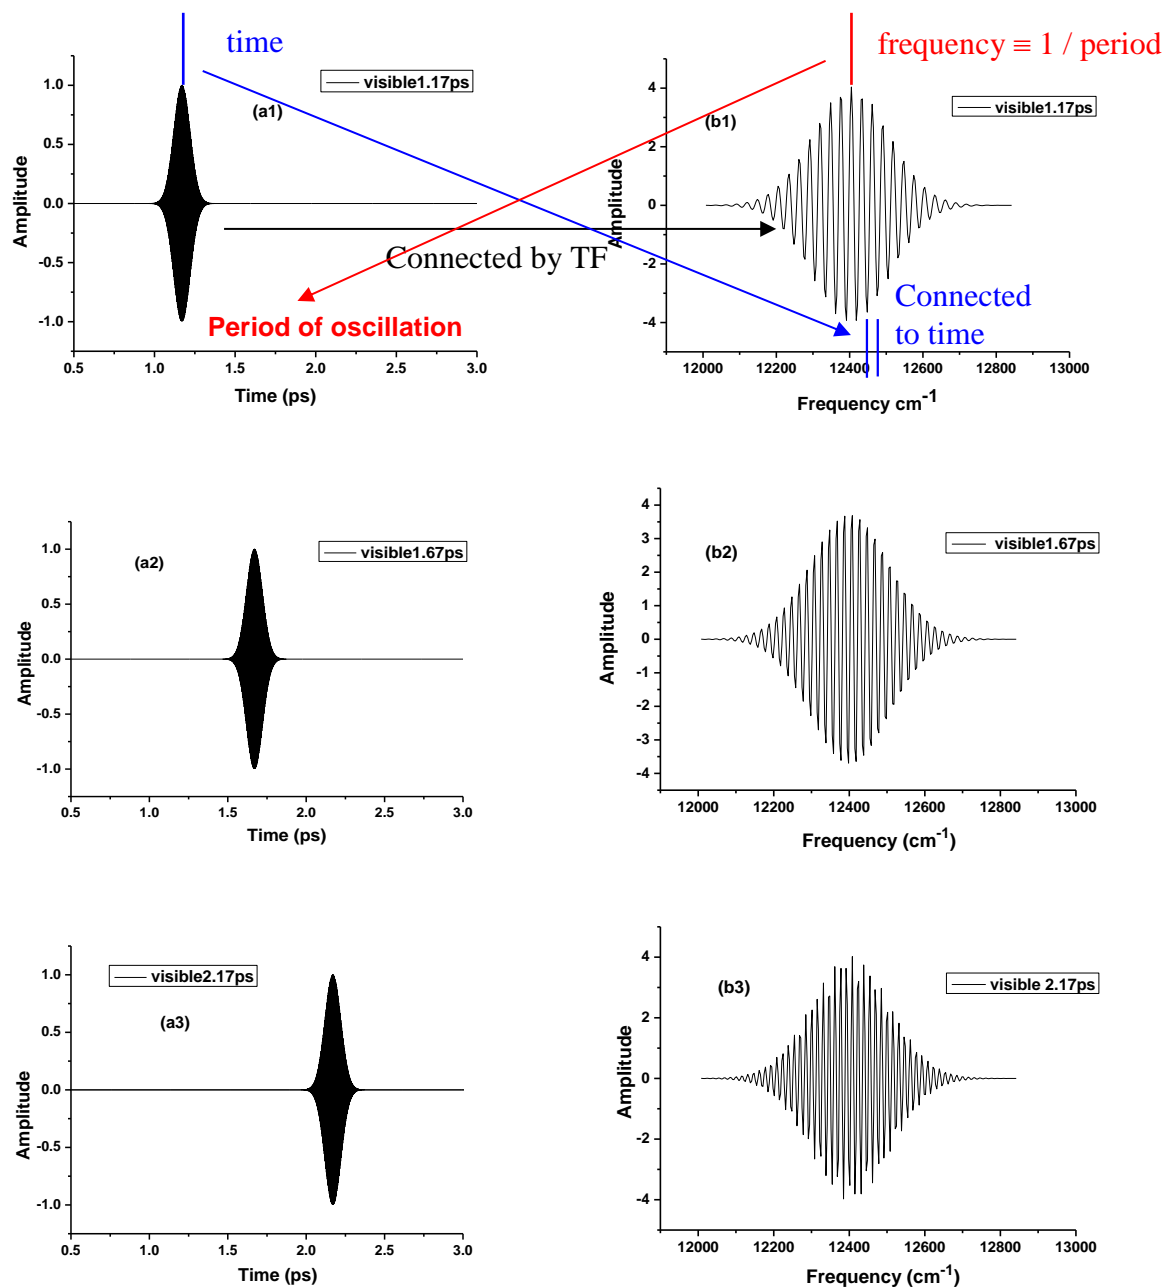 time
frequency ≡ 1 / period
visible1.17ps
(a1)
1.0
0.5
0.0
-0.5
-1.0
Amplitude
Period of oscillation
0.5 1.0 1.5 2.0 2.5 3.0
Time (ps)
Connected by TF
visible1.17ps
(b1)
4
2
0
-2
-4
Amplitude
Connected
to time
12000 12200 12400 12600 12800 13000
Frequency cm-1
(a2)
visible1.67ps
1.0
0.5
0.0
-0.5
-1.0
Amplitude
0.5 1.0 1.5 2.0 2.5 3.0
Time (ps)
(b2)
visible1.67ps
4
3
2
1
0
-1
-2
-3
-4
Amplitude
12000 12200 12400 12600 12800 13000
Frequency (cm-1)
visible2.17ps
(a3)
1.0
0.5
0.0
-0.5
-1.0
Amplitude
0.5 1.0 1.5 2.0 2.5 3.0
Time (ps)
(b3)
visible 2.17ps
4
2
0
-2
-4
Amplitude
12000 12200 12400 12600 12800 13000
Frequency (cm-1)